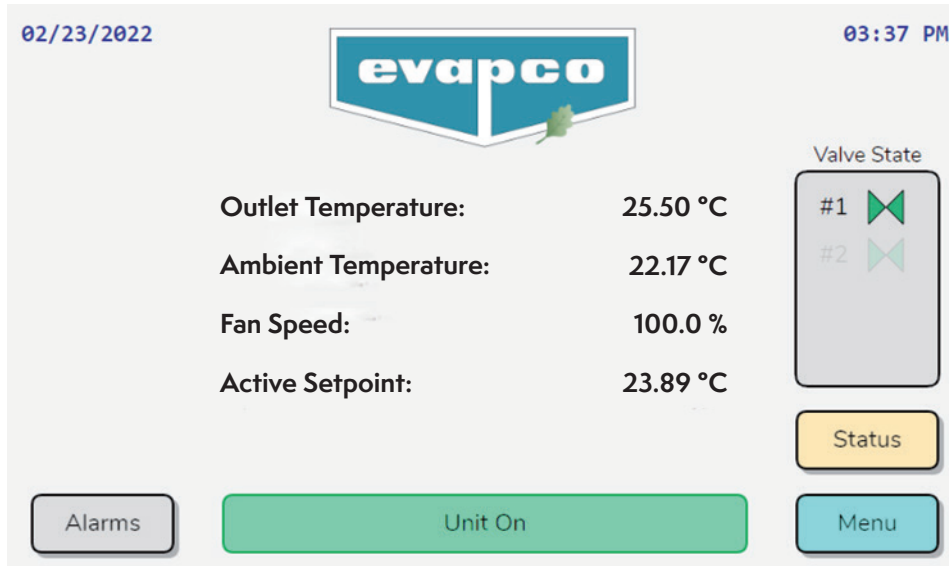 02/23/2022
03:37 PM
evapco
Valve State
Outlet Temperature: 25.50 °C
#1
Ambient Temperature: 22.17 °C
#2
Fan Speed: 100.0 %
Active Setpoint: 23.89 °C
Status
Alarms
Unit On
Menu